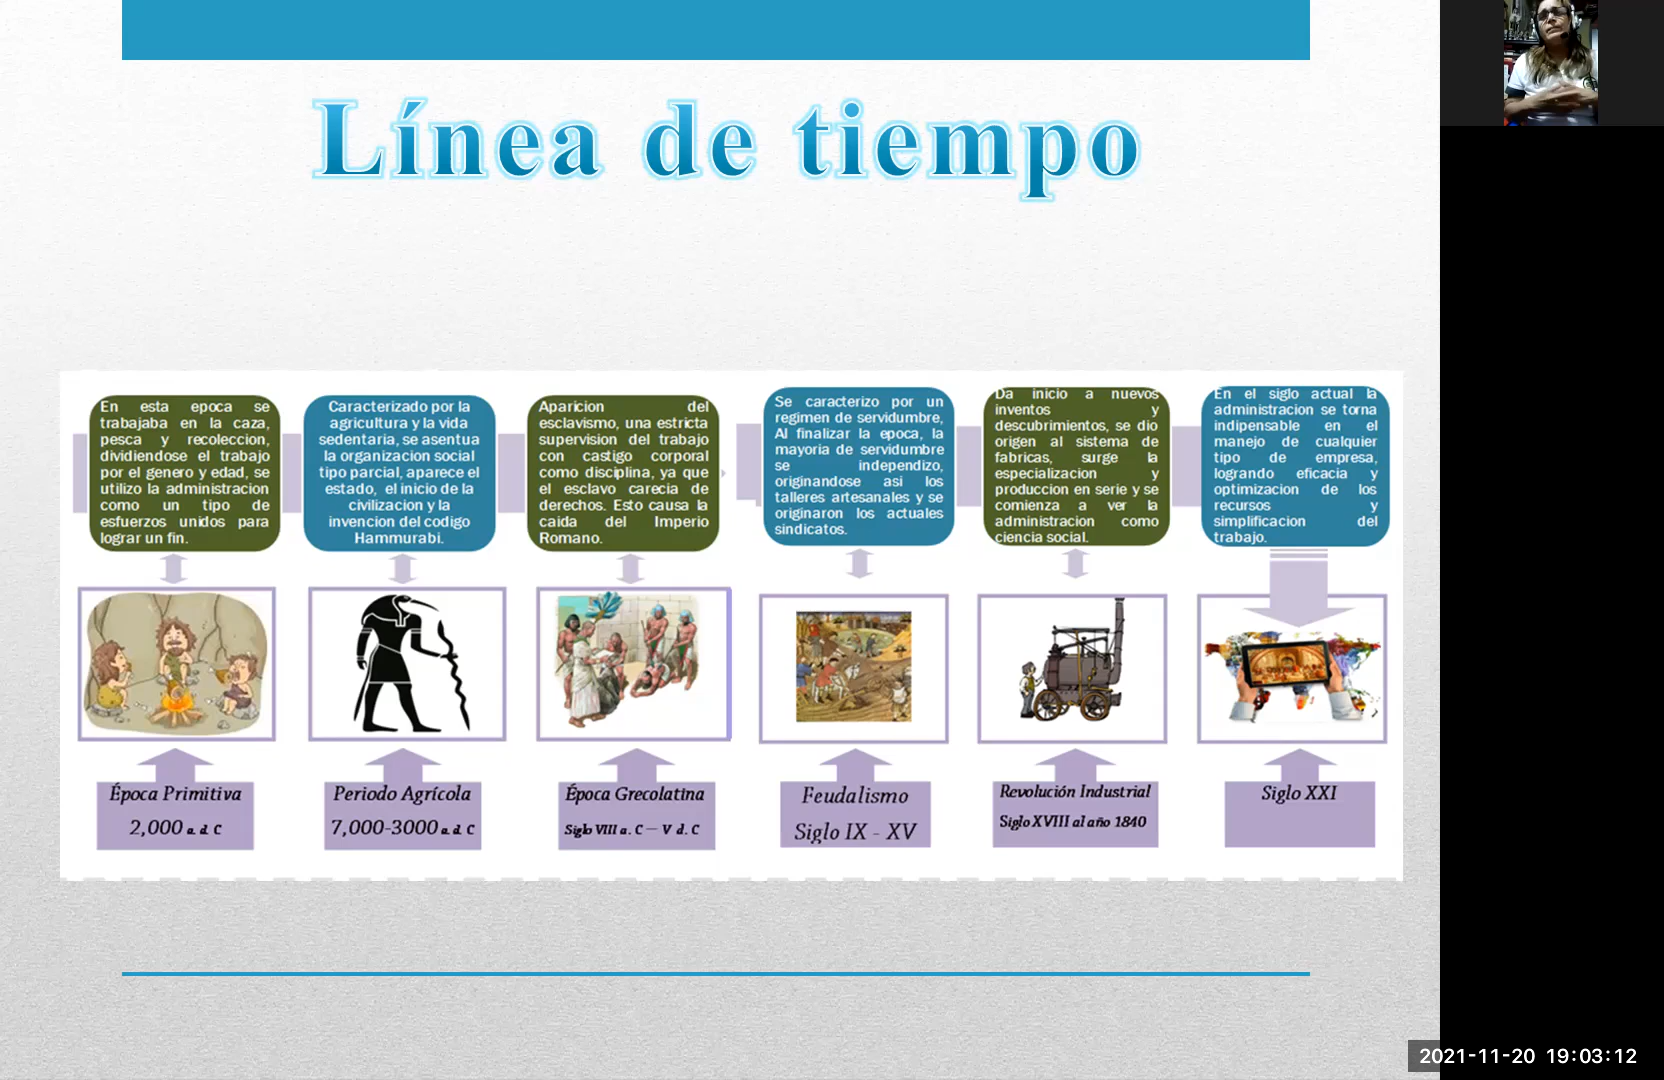 Línea de tiempo
En esta epoca se
trabajaba en la caza,
pesca y recoleccion,
dividiendose el trabajo
por el genero y edad, se
utilizo la administracion
como un tipo de
esfuerzos unidos para
lograr un fin.
Caracterizado por la
agricultura y la vida
sedentaria, se asentua
la organizacion social
tipo parcial, aparece el
estado, el inicio de la
civilizacion y la
invencion del codigo
Hammurabi.
Aparicion del
esclavismo, una estricta
supervision del trabajo
con castigo corporal
como disciplina, ya que
el esclavo carecia de
derechos. Esto causa la
caida del Imperio
Romano.
Se caracterizo por un
regimen de servidumbre,
Al finalizar la epoca, la
mayoria de servidumbre
se independizo,
originandose asi los
talleres artesanales y se
originaron los actuales
sindicatos.
Da inicio a nuevos
inventos y
descubrimientos, se dio
origen al sistema de
fabricas, surge la
especializacion y
produccion en serie y se
comienza a ver la
administracion como
ciencia social.
En el siglo actual la
administracion se torna
indipensable en el
manejo de cualquier
tipo de empresa,
logrando eficacia y
optimizacion de los
recursos y
simplificacion del
trabajo.
Época Primitiva
2,000 a. d. C
Periodo Agrícola
7,000-3000 a. d. C
Época Grecolatina
Siglo VIII a. C — V d. C
Feudalismo
Siglo IX - XV
Revolución Industrial
Siglo XVIII al año 1840
Siglo XXI
2021-11-20 19:03:12